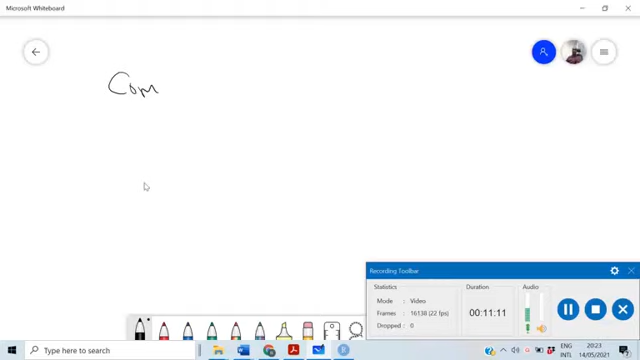 Microsoft Whiteboard
Com
Recording Toolbar
Statistics
Mode : Video
Frames : 16138 (22 fps)
Dropped : 0
Duration
00:11:11
Audio
Type here to search
ENG
INTL
20:23
14/05/2021